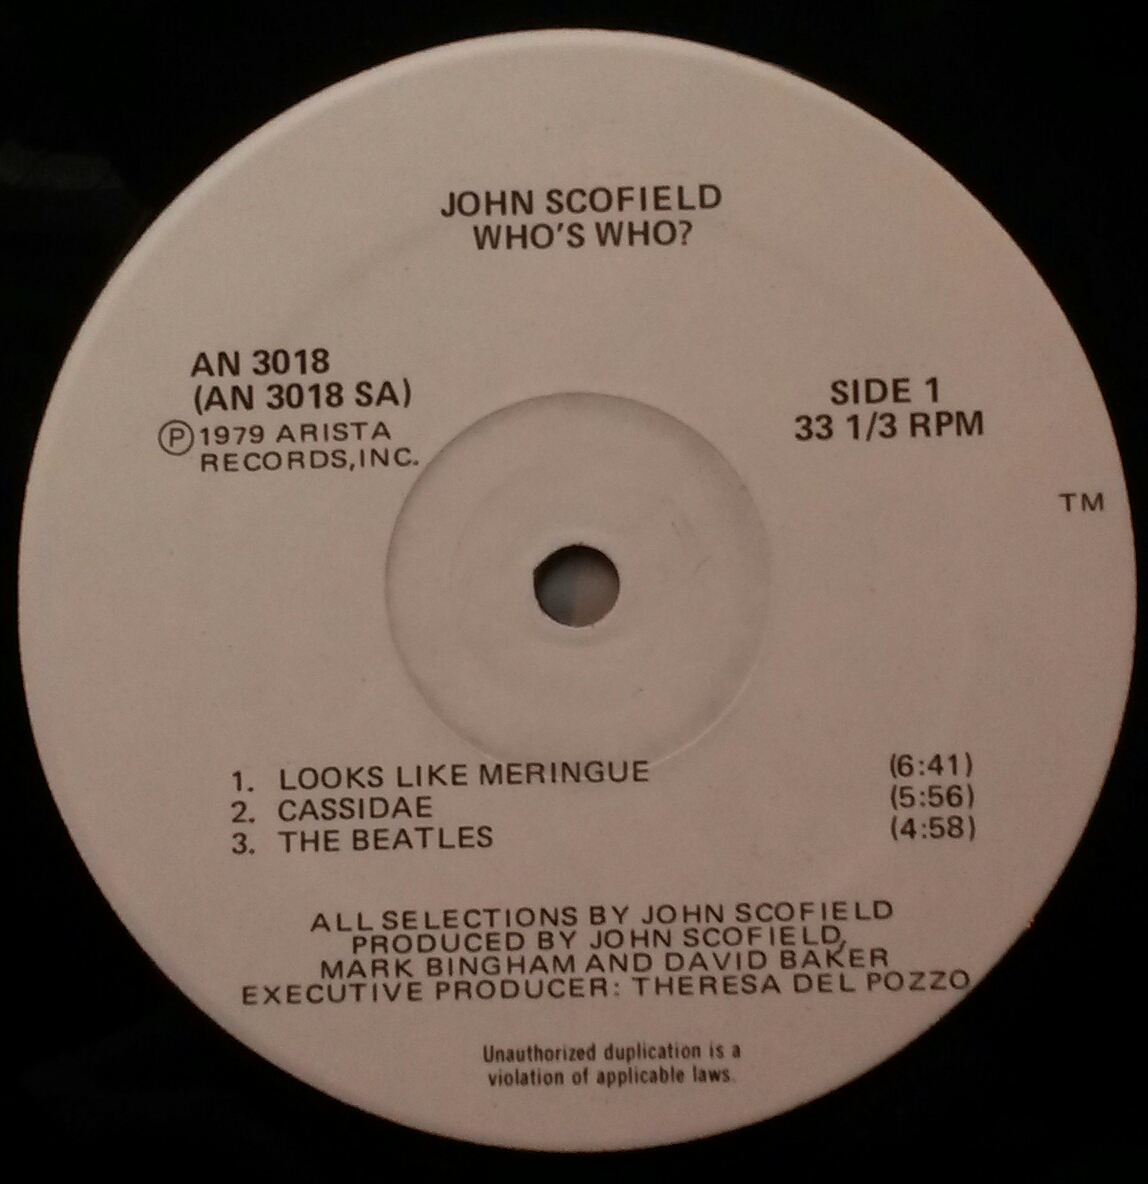 JOHN SCOFIELD
WHO'S WHO?
AN 3018
(AN 3018 SA)
Ⓟ1979 ARISTA
RECORDS,INC.
SIDE 1
33 1/3 RPM
TM
1. LOOKS LIKE MERINGUE (6:41)
2. CASSIDAE (5:56)
3. THE BEATLES (4:58)
ALL SELECTIONS BY JOHN SCOFIELD
PRODUCED BY JOHN SCOFIELD,
MARK BINGHAM AND DAVID BAKER
EXECUTIVE PRODUCER: THERESA DEL POZZO
Unauthorized duplication is a
violation of applicable laws.